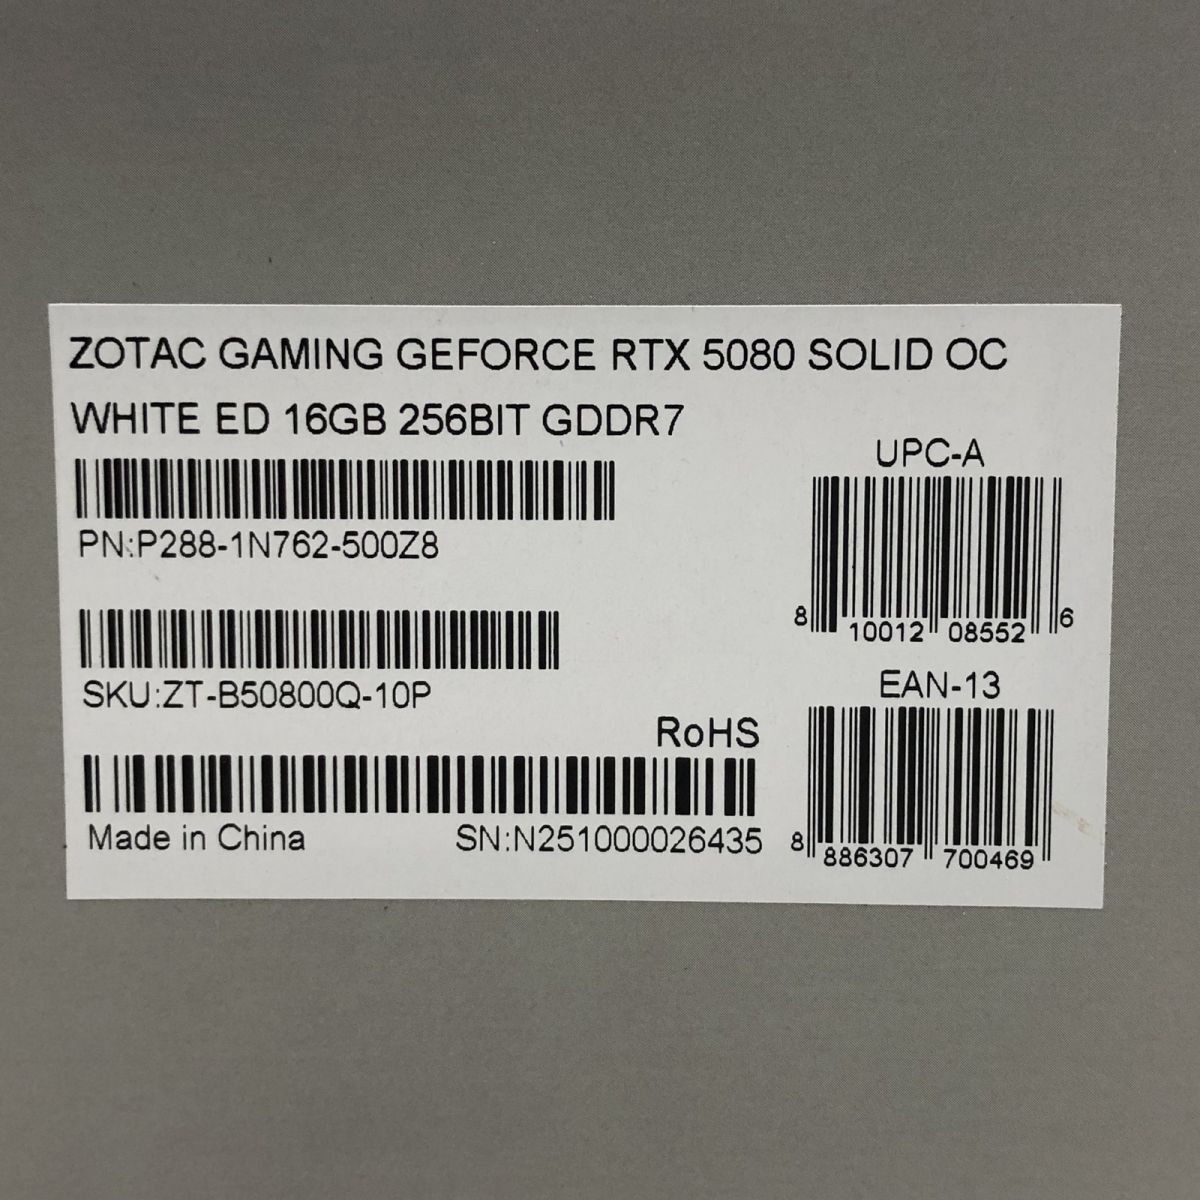 ZOTAC GAMING GEFORCE RTX 5080 SOLID OC
WHITE ED 16GB 256BIT GDDR7
PN:P288-1N762-500Z8
SKU:ZT-B50800Q-10P
RoHS
Made in China SN:N251000026435
UPC-A
8 10012 08552 6
EAN-13
8 886307 700469